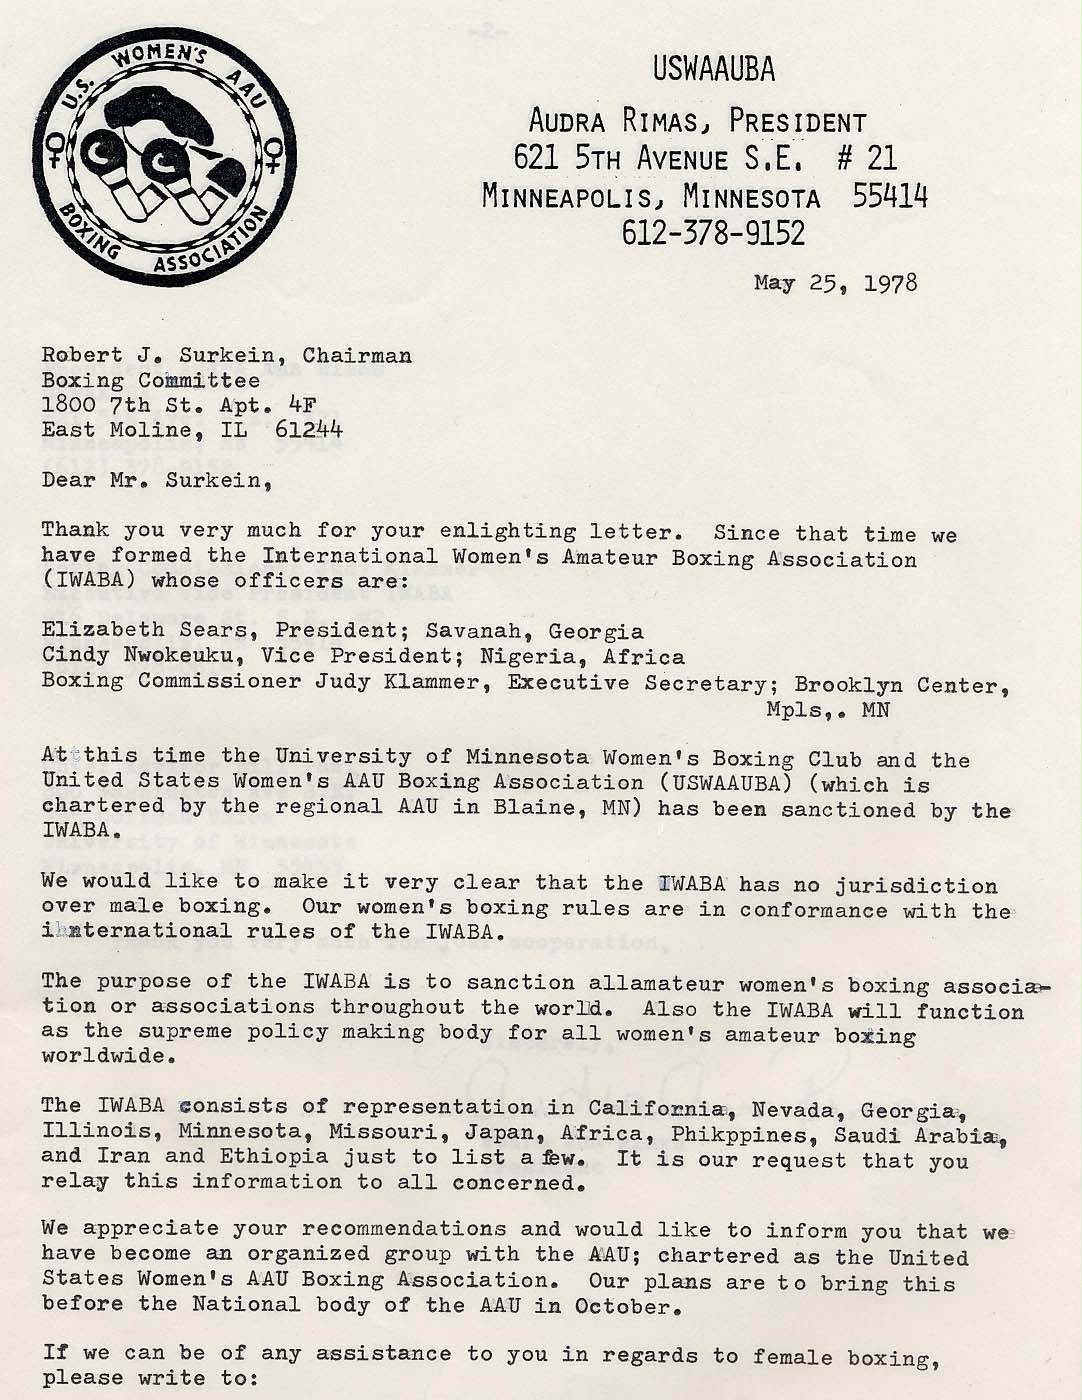 -2-
U.S. WOMEN'S AAU
BOXING ASSOCIATION
USWAAUBA
AUDRA RIMAS, PRESIDENT
621 5TH AVENUE S.E. # 21
MINNEAPOLIS, MINNESOTA 55414
612-378-9152
May 25, 1978
Robert J. Surkein, Chairman
Boxing Committee
1800 7th St. Apt. 4F
East Moline, IL 61244
Dear Mr. Surkein,
Thank you very much for your enlighting letter. Since that time we
have formed the International Women's Amateur Boxing Association
(IWABA) whose officers are:
Elizabeth Sears, President; Savanah, Georgia
Cindy Nwokeuku, Vice President; Nigeria, Africa
Boxing Commissioner Judy Klammer, Executive Secretary; Brooklyn Center,
Mpls,. MN
At this time the University of Minnesota Women's Boxing Club and the
United States Women's AAU Boxing Association (USWAAUBA) (which is
chartered by the regional AAU in Blaine, MN) has been sanctioned by the
IWABA.
We would like to make it very clear that the IWABA has no jurisdiction
over male boxing. Our women's boxing rules are in conformance with the
international rules of the IWABA.
The purpose of the IWABA is to sanction allamateur women's boxing associa-
tion or associations throughout the world. Also the IWABA will function
as the supreme policy making body for all women's amateur boxing
worldwide.
The IWABA consists of representation in California, Nevada, Georgia,
Illinois, Minnesota, Missouri, Japan, Africa, Phikppines, Saudi Arabia,
and Iran and Ethiopia just to list a few. It is our request that you
relay this information to all concerned.
We appreciate your recommendations and would like to inform you that we
have become an organized group with the AAU; chartered as the United
States Women's AAU Boxing Association. Our plans are to bring this
before the National body of the AAU in October.
If we can be of any assistance to you in regards to female boxing,
please write to: